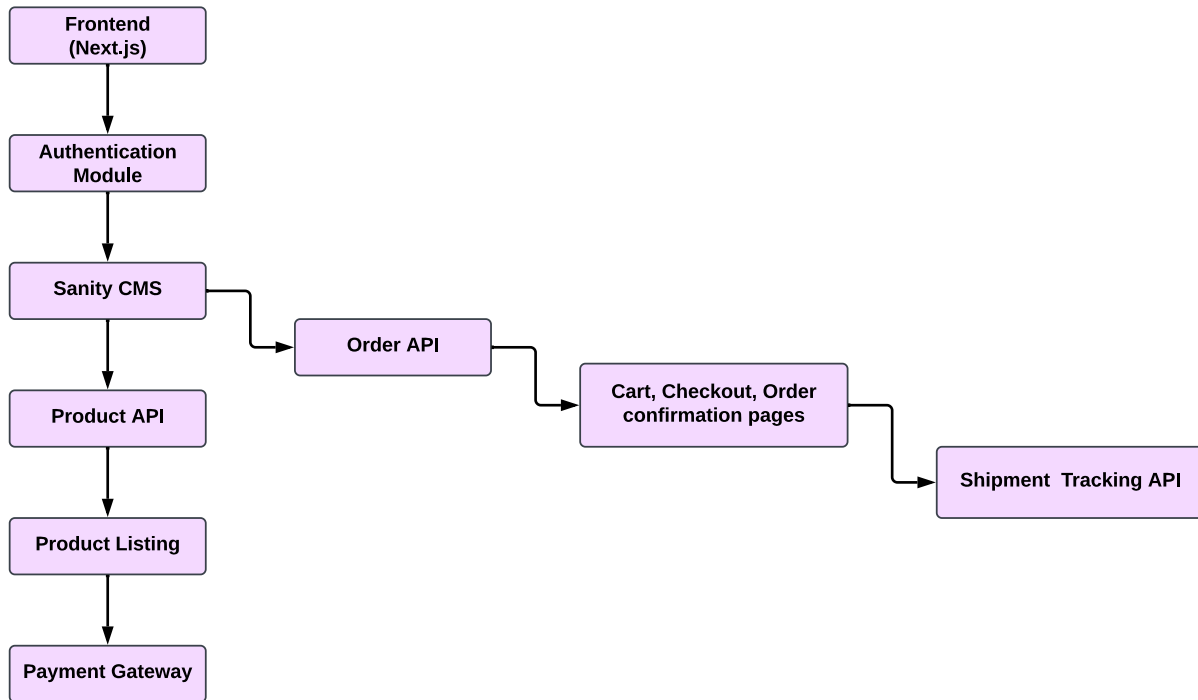 Frontend
(Next.js)
Authentication
Module
Sanity CMS
Order API
Cart, Checkout, Order
confirmation pages
Product API
Shipment  Tracking API
Product Listing
Payment Gateway